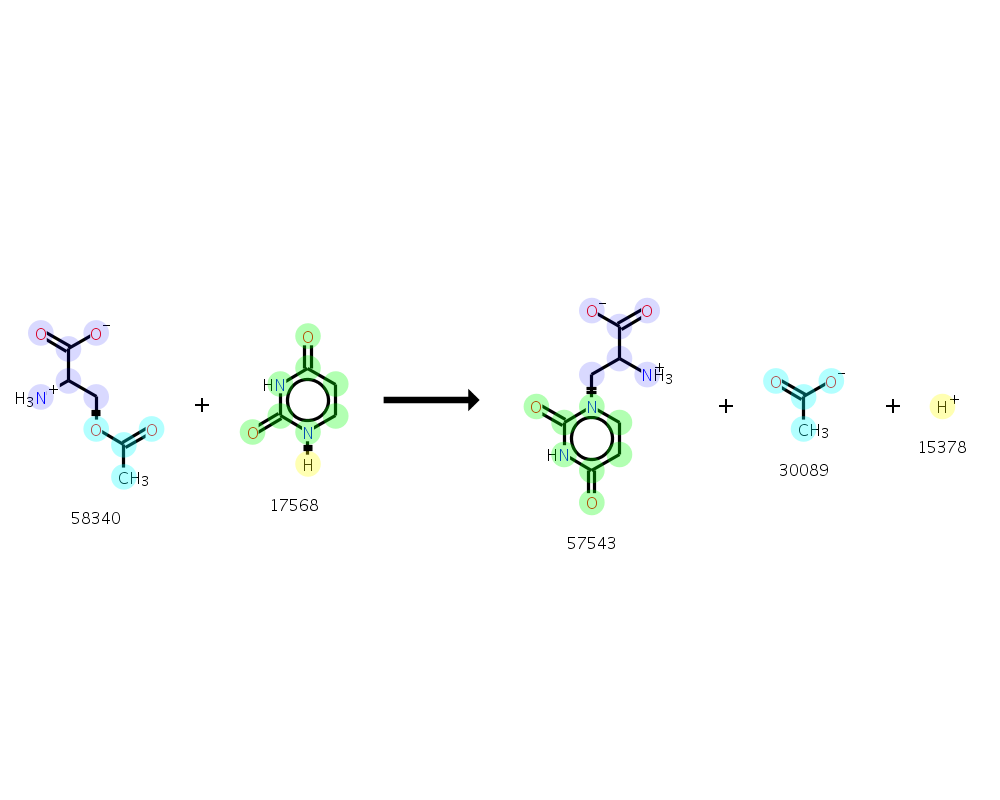 O O⁻
H₃N⁺
O O
CH₃
58340
+
O
HN
O N
H
17568
O⁻ O
NH₃⁺
O N
HN
O
57543
+
O O⁻
CH₃
30089
+
H⁺
15378